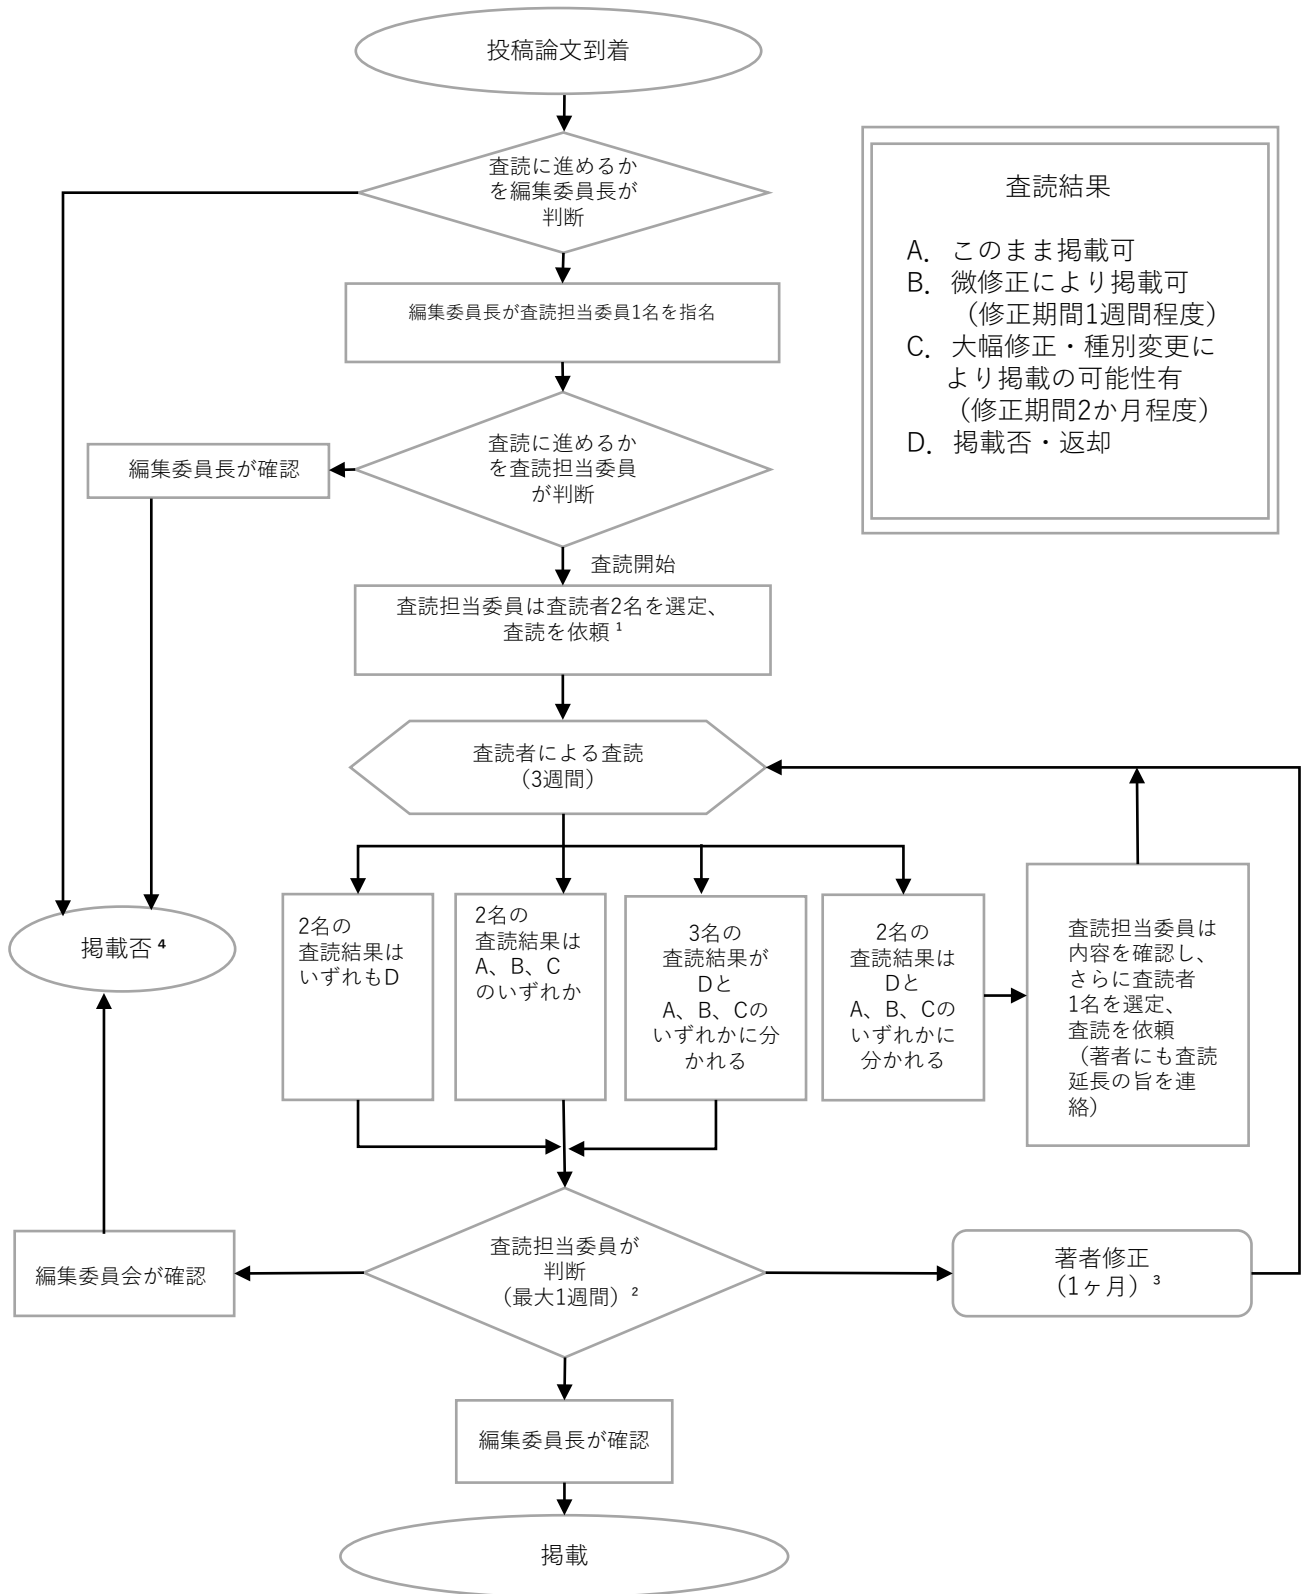 投稿論文到着
査読に進めるか
を編集委員長が
判断
査読結果
A．このまま掲載可
B．微修正により掲載可
（修正期間1週間程度）
C．大幅修正・種別変更に
より掲載の可能性有
（修正期間2か月程度）
D．掲載否・返却
編集委員長が査読担当委員1名を指名
査読に進めるか
を査読担当委員
が判断
編集委員長が確認
査読開始
査読担当委員は査読者2名を選定、
査読を依頼 ¹
査読者による査読
（3週間）
2名の
査読結果は
いずれもD
2名の
査読結果は
A、B、C
のいずれか
3名の
査読結果が
Dと
A、B、Cの
いずれかに分
かれる
2名の
査読結果は
Dと
A、B、Cの
いずれかに
分かれる
査読担当委員は
内容を確認し、
さらに査読者
1名を選定、
査読を依頼
（著者にも査読
延長の旨を連
絡）
掲載否 ⁴
編集委員会が確認
査読担当委員が
判断
（最大1週間）²
著者修正
（1ヶ月）³
編集委員長が確認
掲載